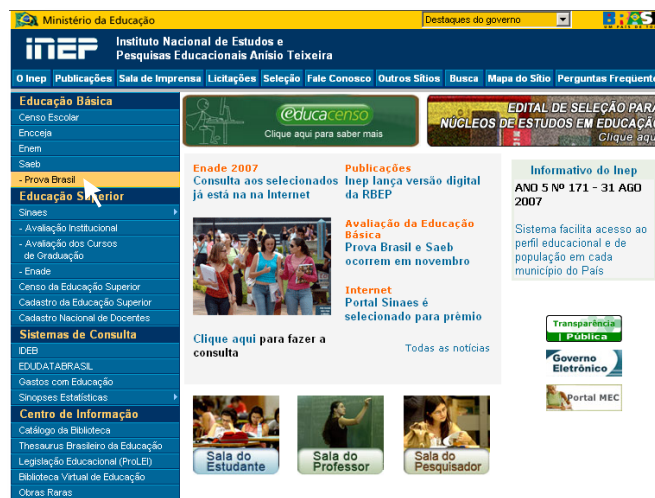 Ministério da Educação
Destaques do governo
BRAS
inep
Instituto Nacional de Estudos e
Pesquisas Educacionais Anísio Teixeira
O Inep Publicações Sala de Imprensa Licitações Seleção Fale Conosco Outros Sítios Busca Mapa do Sítio Perguntas Frequente
Educação Básica
Censo Escolar
Encceja
Enem
Saeb
- Prova Brasil
Educação Superior
Sinaes
- Avaliação Institucional
- Avaliação dos Cursos
de Graduação
- Enade
Censo da Educação Superior
Cadastro da Educação Superior
Cadastro Nacional de Docentes
Sistemas de Consulta
IDEB
EDUDATABRASIL
Gastos com Educação
Sinopses Estatísticas
Centro de Informação
Catálogo da Biblioteca
Thesaurus Brasileiro da Educação
Legislação Educacional (ProLEI)
Biblioteca Virtual de Educação
Obras Raras
educacenso
Clique aqui para saber mais
EDITAL DE SELEÇÃO PARA
NÚCLEOS DE ESTUDOS EM EDUCAÇÃO
Clique aqu
Enade 2007
Consulta aos selecionados
já está na na Internet
Clique aqui para fazer a
consulta
Publicações
Inep lança versão digital
da RBEP
Avaliação da Educação
Básica
Prova Brasil e Saeb
ocorrem em novembro
Internet
Portal Sinaes é
selecionado para prêmio
Todas as notícias
Informativo do Inep
ANO 5 Nº 171 - 31 AGO
2007
Sistema facilita acesso ao
perfil educacional e de
população em cada
município do País
Transparência
Pública
Governo
Eletrônico
Portal MEC
Sala do
Estudante
Sala do
Professor
Sala do
Pesquisador